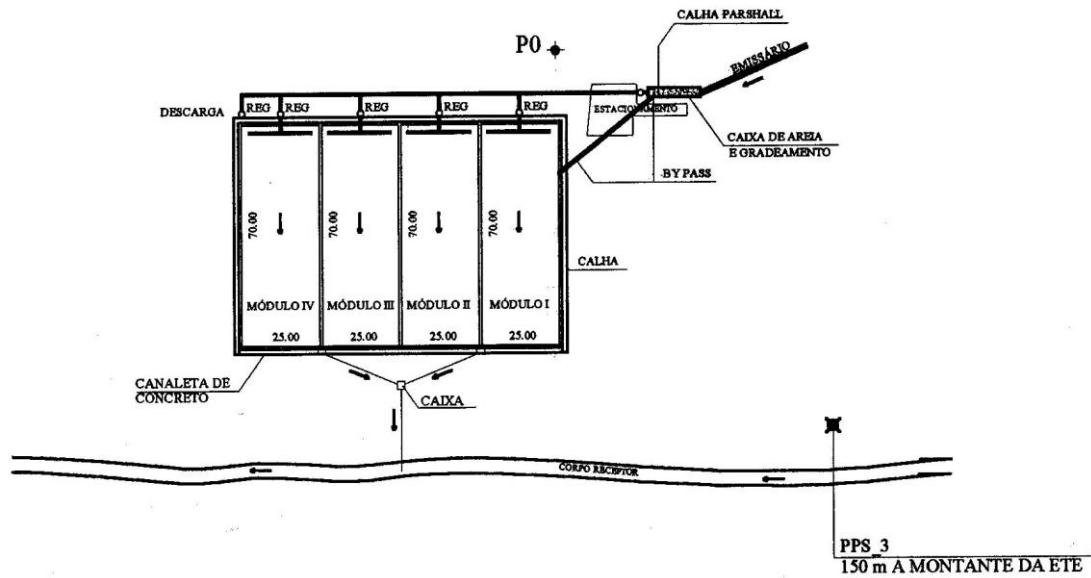 CALHA PARSHALL
P0
EMISSÁRIO
ESTACIONAMENTO
DESCARGA
REG
REG
REG
REG
REG
CAIXA DE AREIA
E GRADEAMENTO
BY PASS
70.00
70.00
70.00
70.00
CALHA
MÓDULO IV
MÓDULO III
MÓDULO II
MÓDULO I
25.00
25.00
25.00
25.00
CANALETA DE
CONCRETO
CAIXA
CORPO RECEPTOR
PPS_3
150 m A MONTANTE DA ETE